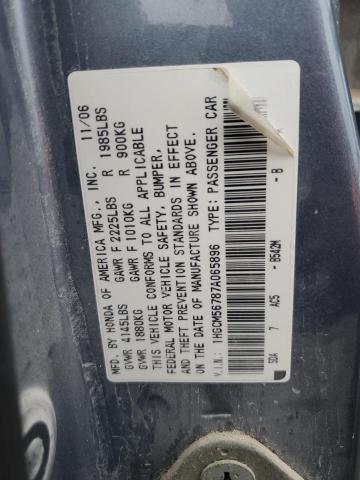 MFD. BY HONDA OF AMERICA MFG., INC. 11/06
GVWR 4145LBS GAWR F 2225LBS R 1985LBS
GVWR 1880KG GAWR F 1010KG R 900KG
THIS VEHICLE CONFORMS TO ALL APPLICABLE
FEDERAL MOTOR VEHICLE SAFETY, BUMPER,
AND THEFT PREVENTION STANDARDS IN EFFECT
ON THE DATE OF MANUFACTURE SHOWN ABOVE.
V.I.N.: 1HGCM56787A065896 TYPE: PASSENGER CAR
SDA 7 AC5 - B542M - B